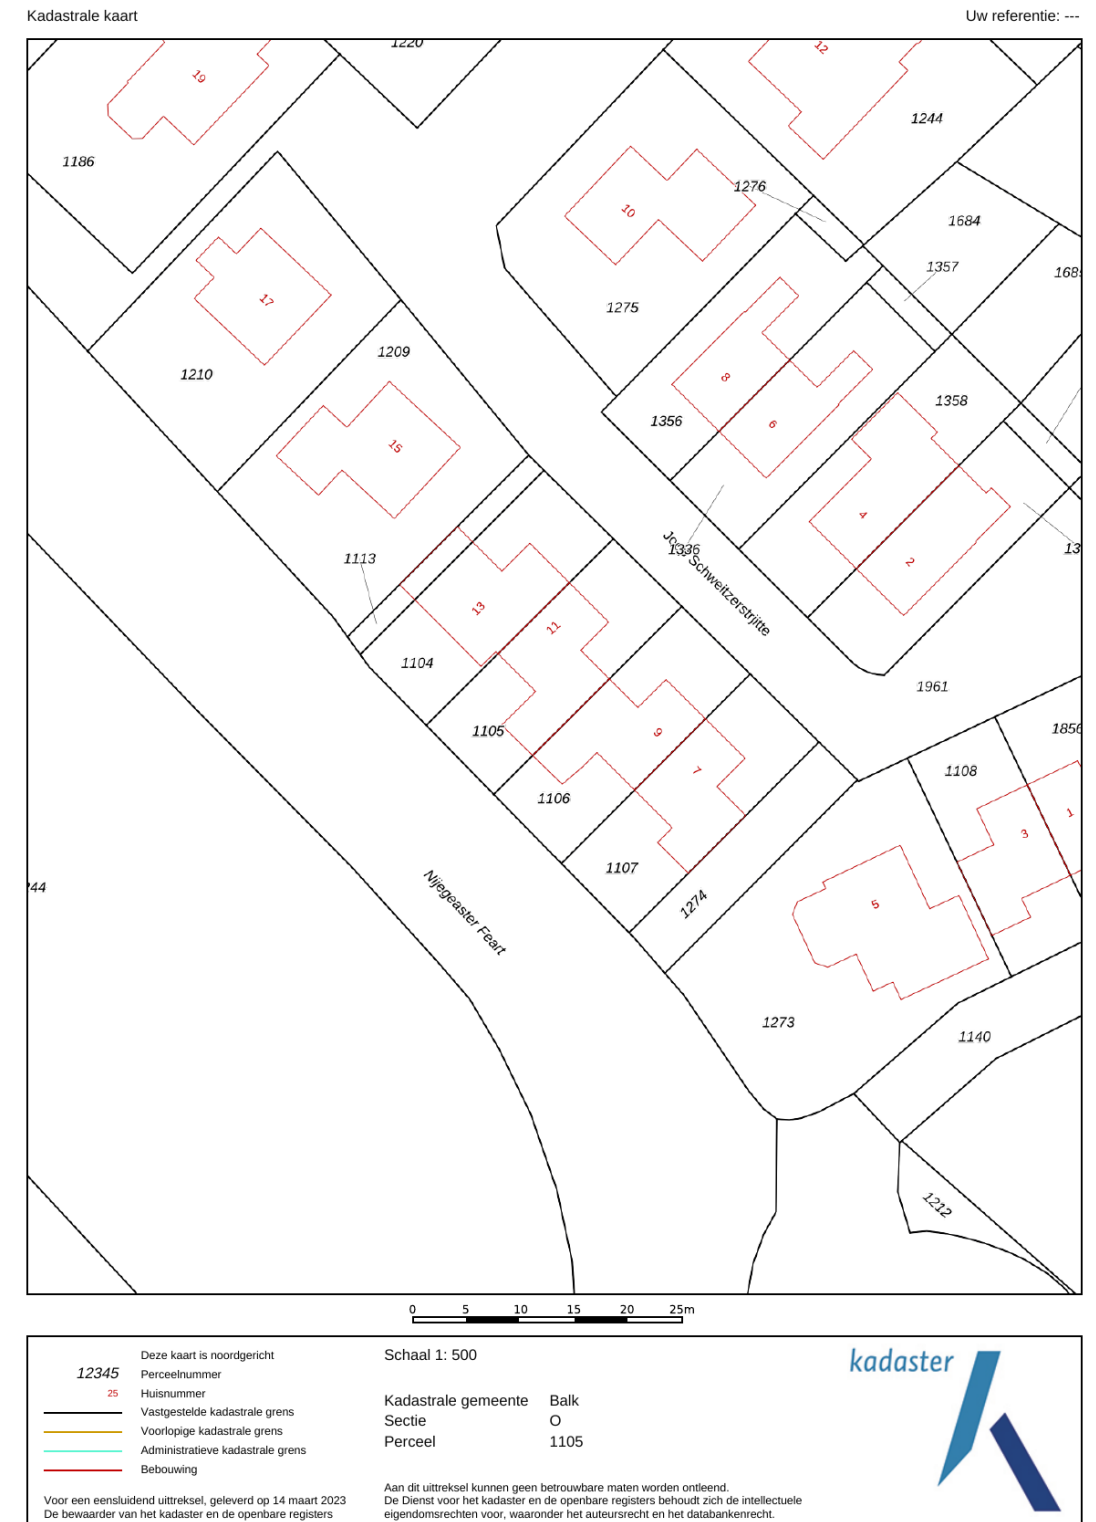 Kadastrale kaart
Uw referentie: ---
1220
12
19
1244
1186
1276
10
1684
1357
168
17
1275
1209
1210
8
1358
1356
6
15
4
1336
Joost Schweitzerstrjitte
13
1113
2
13
11
1104
1961
1105
9
1856
7
1108
1106
1
3
1107
Nijegeaster Feart
44
1274
5
1273
1140
1212
0 5 10 15 20 25m
Deze kaart is noordgericht
12345 Perceelnummer
25 Huisnummer
Vastgestelde kadastrale grens
Voorlopige kadastrale grens
Administratieve kadastrale grens
Bebouwing
Voor een eensluidend uittreksel, geleverd op 14 maart 2023
De bewaarder van het kadaster en de openbare registers
Schaal 1: 500
Kadastrale gemeente Balk
Sectie O
Perceel 1105
Aan dit uittreksel kunnen geen betrouwbare maten worden ontleend.
De Dienst voor het kadaster en de openbare registers behoudt zich de intellectuele
eigendomsrechten voor, waaronder het auteursrecht en het databankenrecht.
kadaster